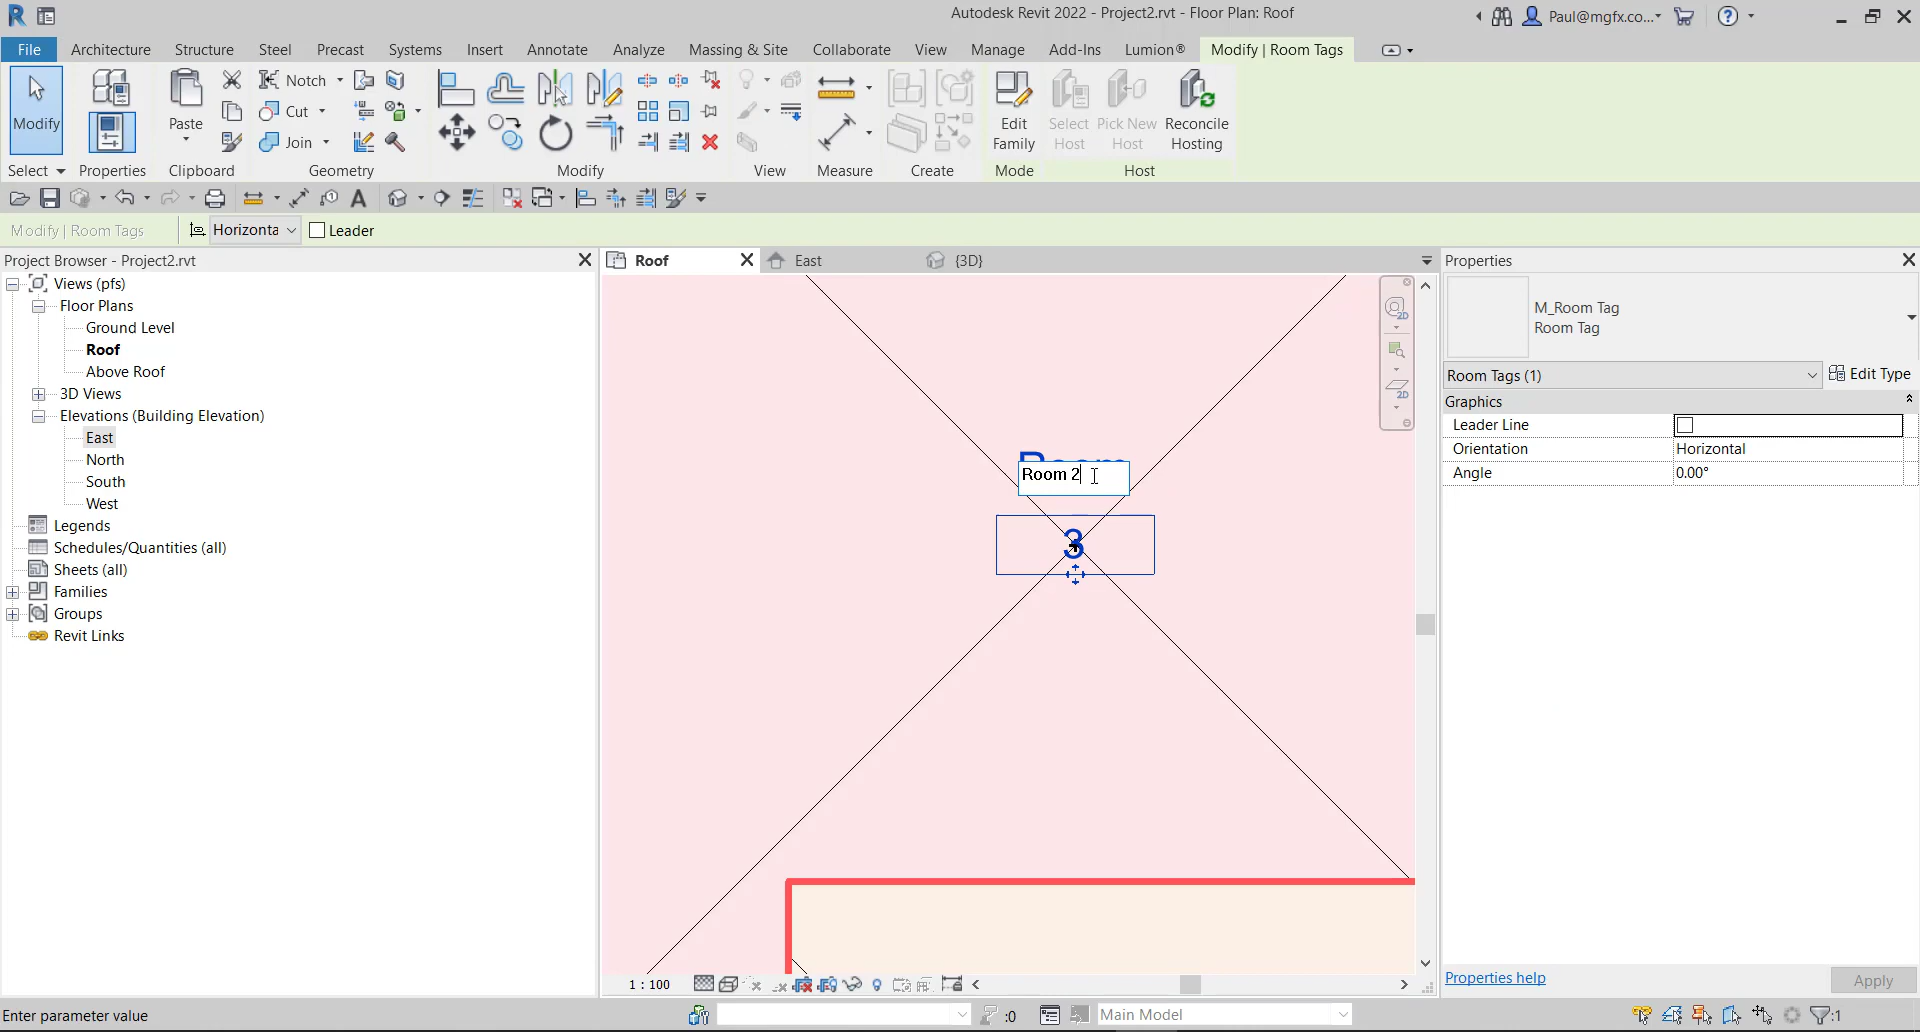 Autodesk Revit 2022 - Project2.rvt - Floor Plan: Roof
Paul@mgfx.co...
File Architecture Structure Steel Precast Systems Insert Annotate Analyze Massing & Site Collaborate View Manage Add-Ins Lumion® Modify | Room Tags
Modify
Paste
Notch
Cut
Join
Edit Family
Select Host
Pick New Host
Reconcile Hosting
Select Properties Clipboard Geometry Modify View Measure Create Mode Host
Modify | Room Tags Horizonta Leader
Project Browser - Project2.rvt
Views (pfs)
Floor Plans
Ground Level
Roof
Above Roof
3D Views
Elevations (Building Elevation)
East
North
South
West
Legends
Schedules/Quantities (all)
Sheets (all)
Families
Groups
Revit Links
Roof East {3D}
2D
2D
Room
Room 2
3
1 : 100
Properties
M_Room Tag
Room Tag
Room Tags (1) Edit Type
Graphics
Leader Line
Orientation Horizontal
Angle 0.00°
Properties help Apply
Enter parameter value :0 Main Model :1